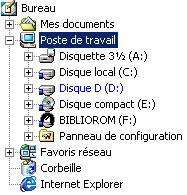 Bureau
Mes documents
Poste de travail
Disquette 3½ (A:)
Disque local (C:)
Disque D (D:)
Disque compact (E:)
BIBLIOROM (F:)
Panneau de configuration
Favoris réseau
Corbeille
Internet Explorer